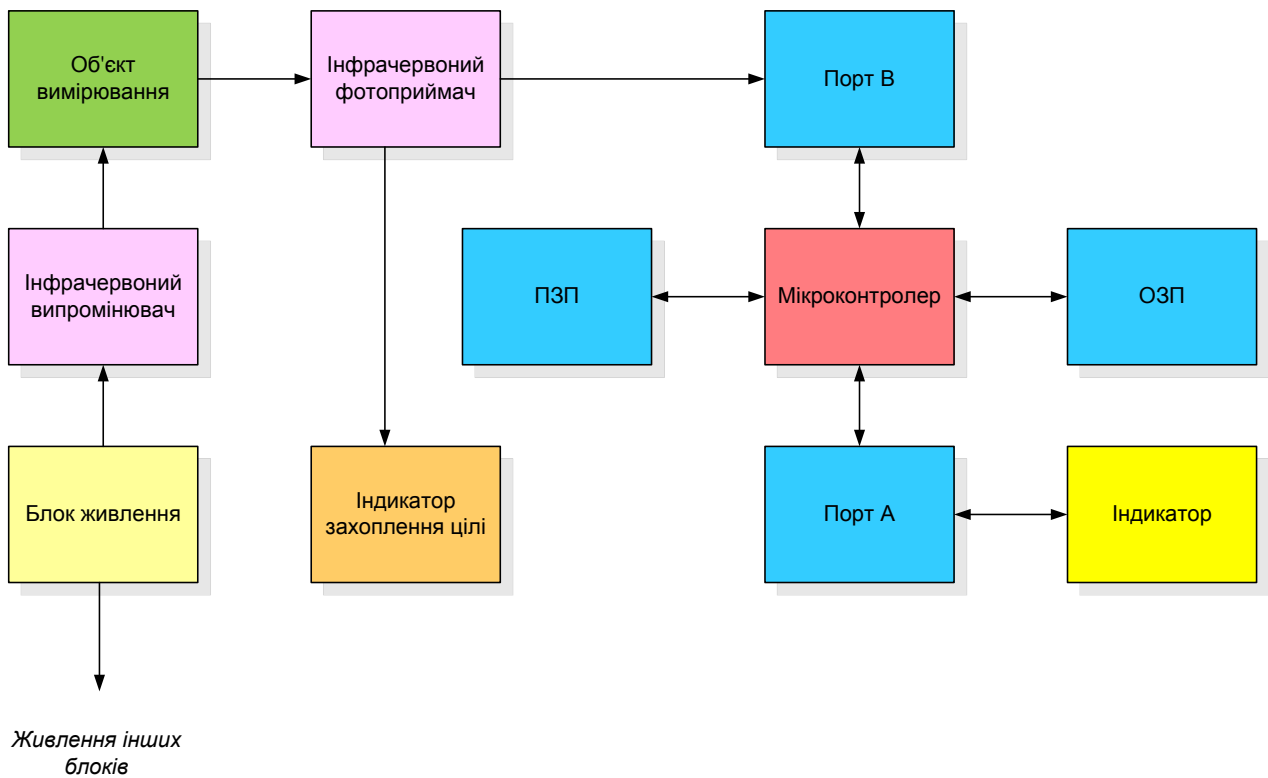 Об'єкт
вимірювання
Інфрачервоний
фотоприймач
Порт B
Інфрачервоний
випромінювач
ПЗП
Мікроконтролер
ОЗП
Блок живлення
Індикатор
захоплення цілі
Порт А
Індикатор
Живлення інших
блоків